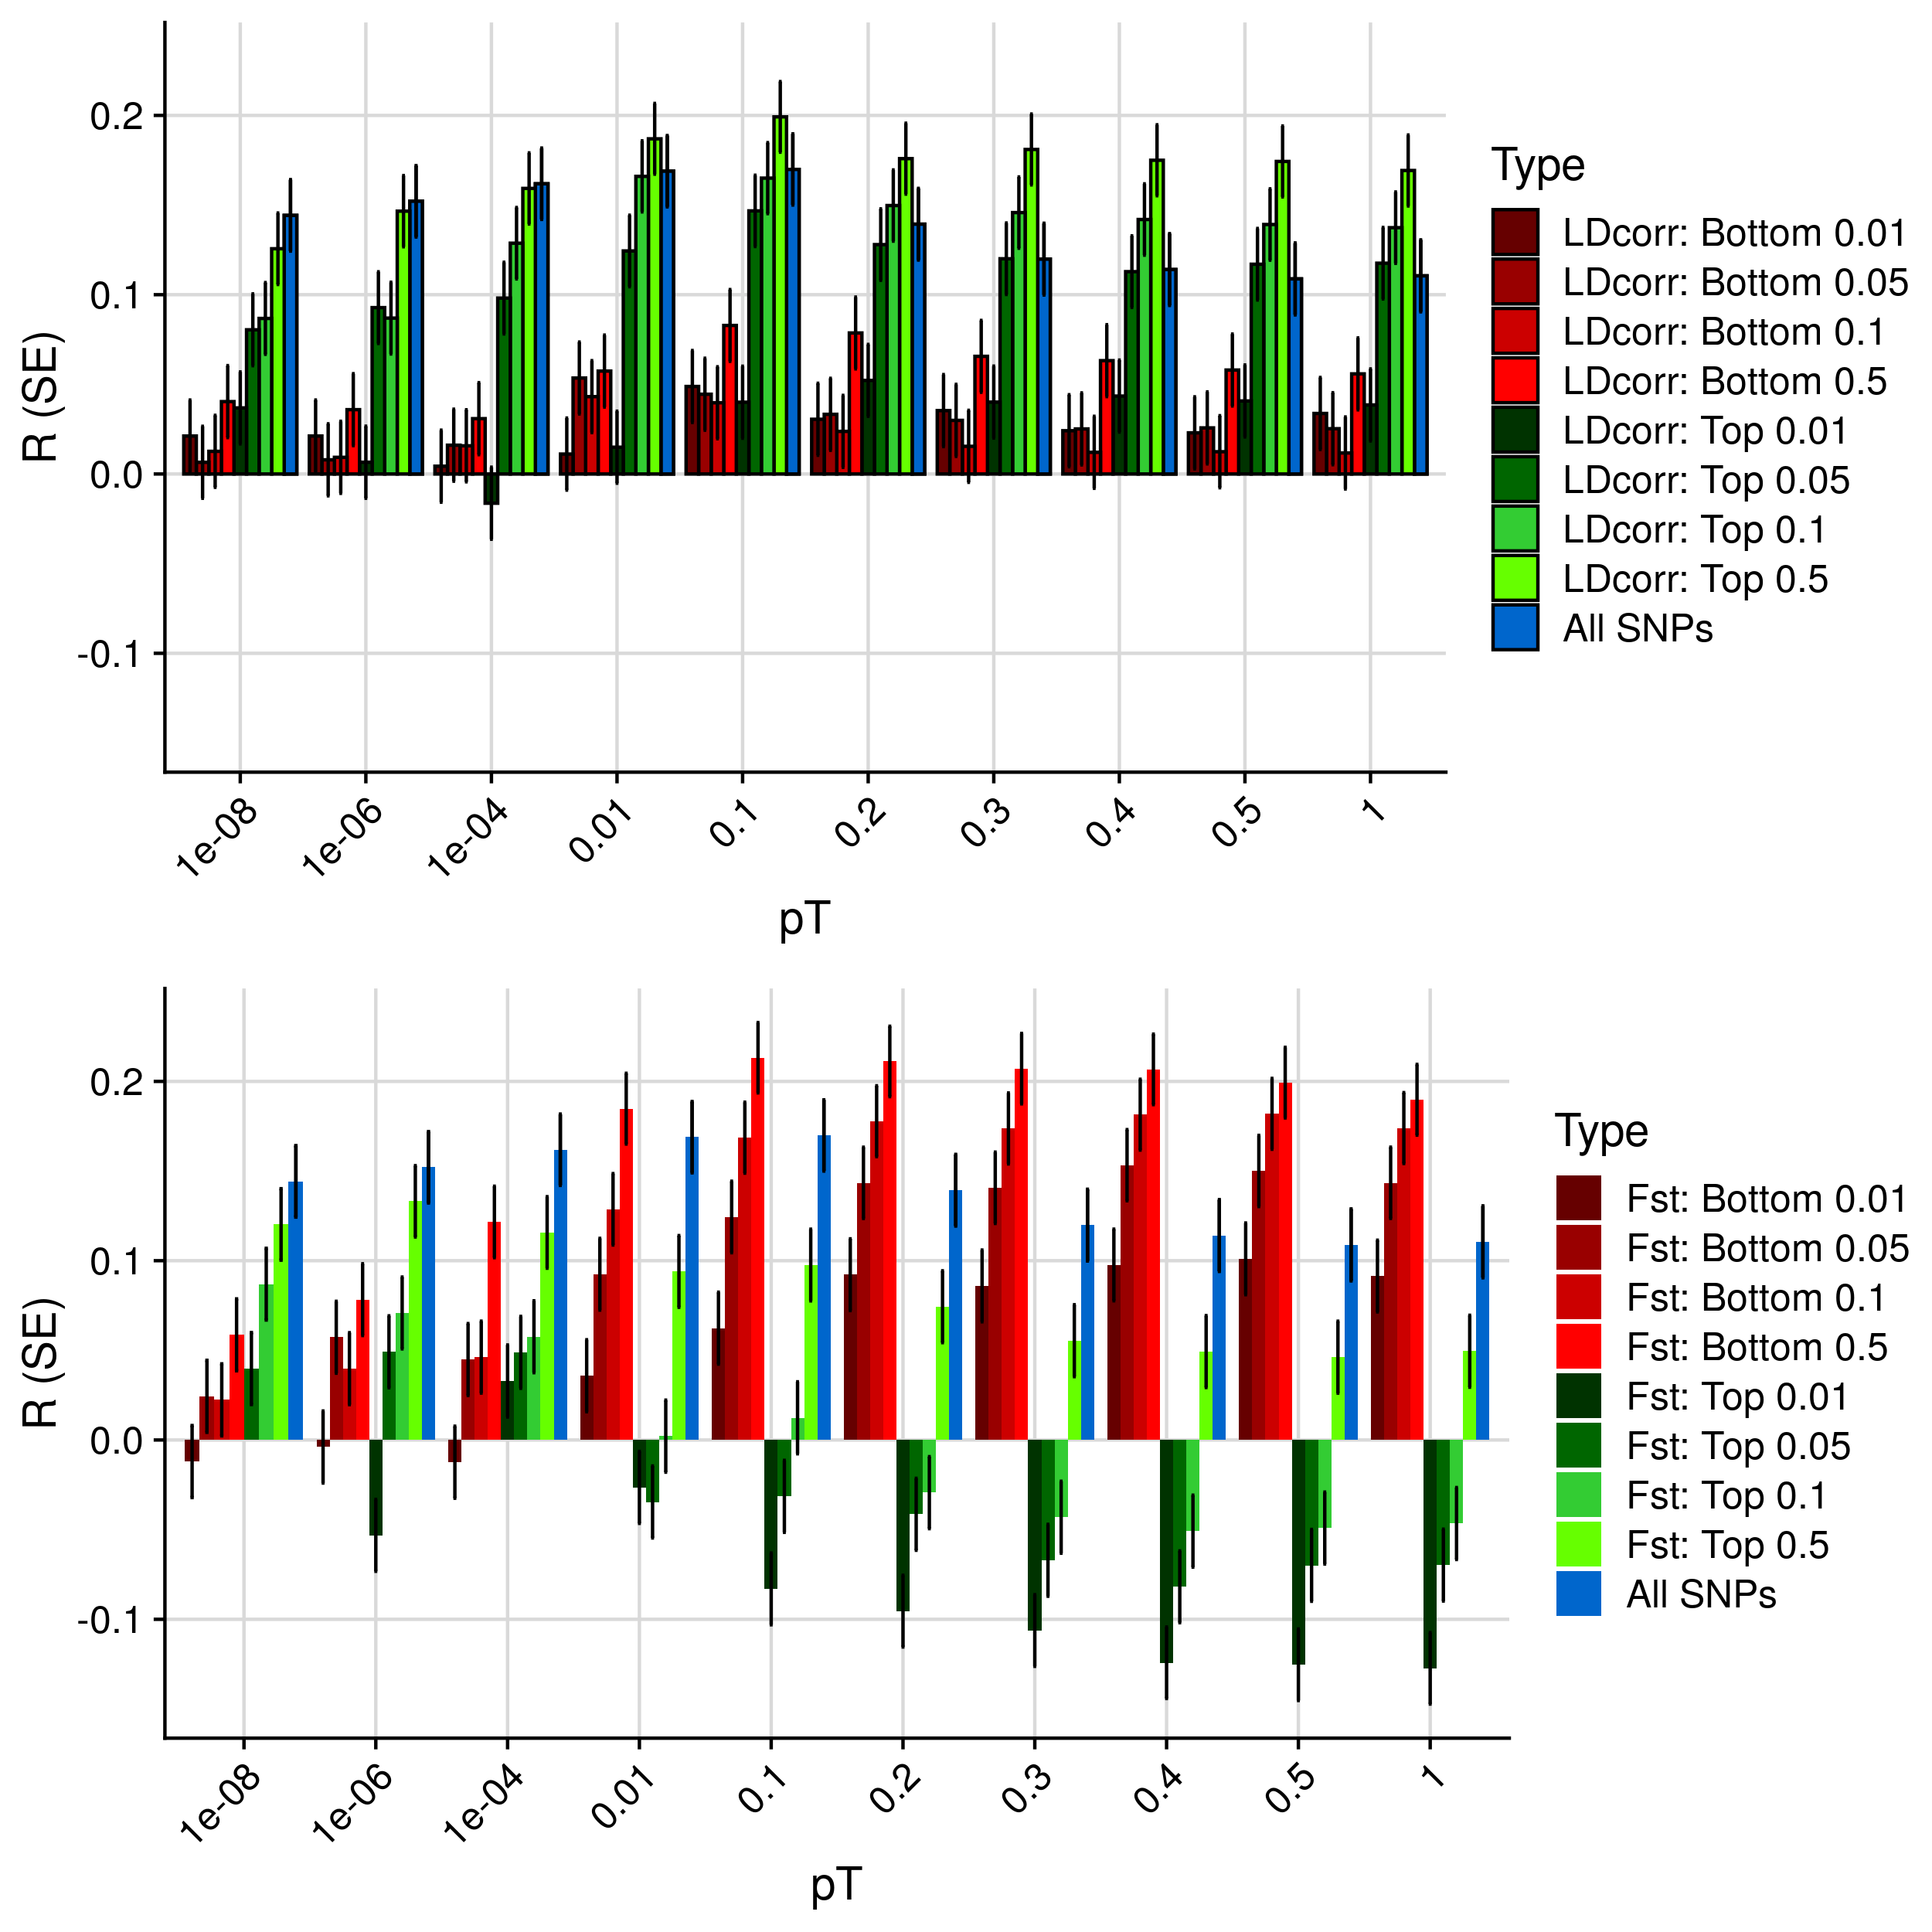 R (SE)
0.2
0.1
0.0
-0.1
1e-08
1e-06
1e-04
0.01
0.1
0.2
0.3
0.4
0.5
1
pT
Type
LDcorr: Bottom 0.01
LDcorr: Bottom 0.05
LDcorr: Bottom 0.1
LDcorr: Bottom 0.5
LDcorr: Top 0.01
LDcorr: Top 0.05
LDcorr: Top 0.1
LDcorr: Top 0.5
All SNPs
R (SE)
0.2
0.1
0.0
-0.1
1e-08
1e-06
1e-04
0.01
0.1
0.2
0.3
0.4
0.5
1
pT
Type
Fst: Bottom 0.01
Fst: Bottom 0.05
Fst: Bottom 0.1
Fst: Bottom 0.5
Fst: Top 0.01
Fst: Top 0.05
Fst: Top 0.1
Fst: Top 0.5
All SNPs